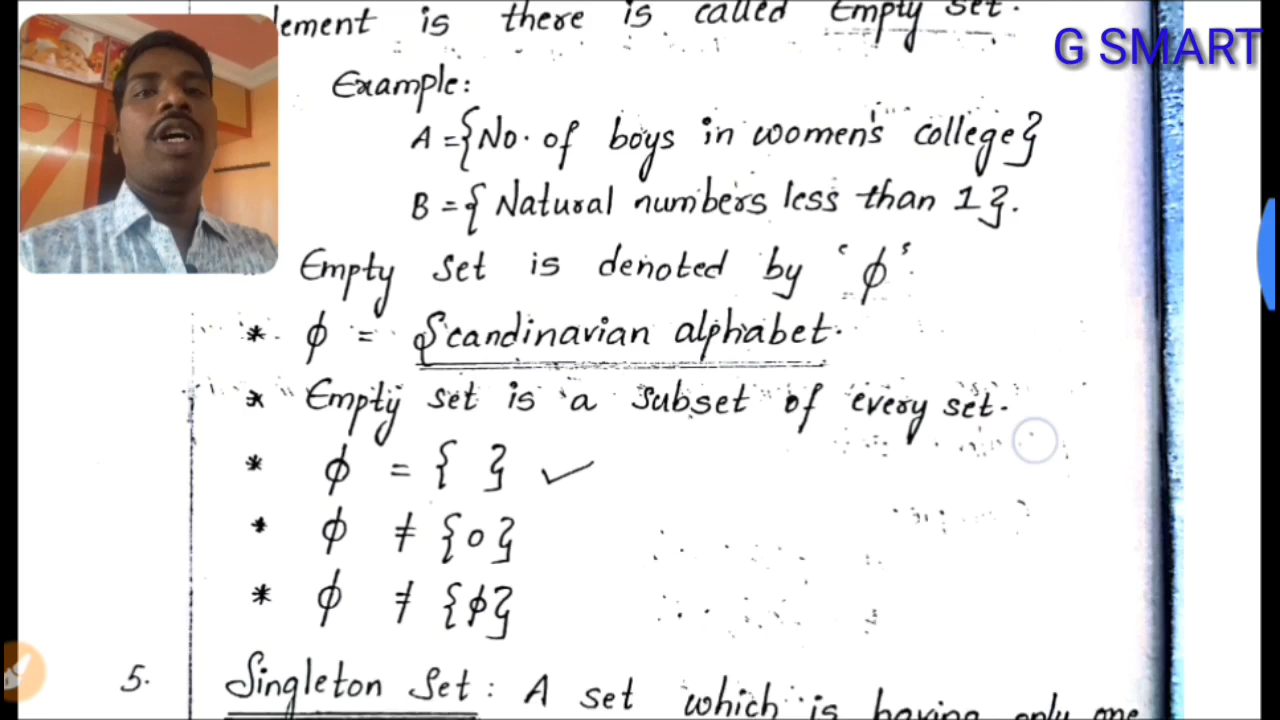 element is there is called Empty set.
G SMART
Example:
A = {No. of boys in women's college}
B = { Natural numbers less than 1}.
Empty set is denoted by 'ϕ'
* ϕ = Scandinavian alphabet.
* Empty set is a subset of every set.
* ϕ = { } ✓
* ϕ ≠ {0}
* ϕ ≠ {ϕ}
5. Singleton Set : A set which is having only one